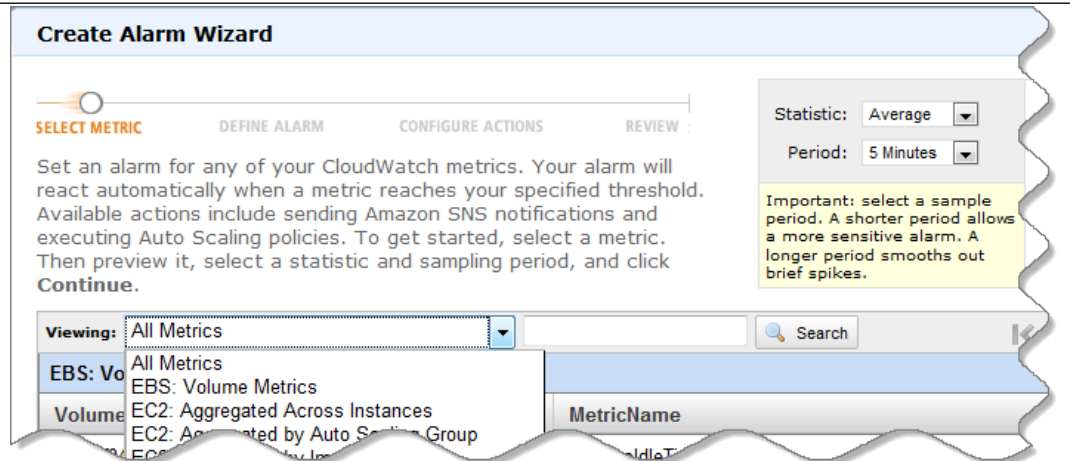 Create Alarm Wizard
SELECT METRIC
DEFINE ALARM
CONFIGURE ACTIONS
REVIEW
Set an alarm for any of your CloudWatch metrics. Your alarm will
react automatically when a metric reaches your specified threshold.
Available actions include sending Amazon SNS notifications and
executing Auto Scaling policies. To get started, select a metric.
Then preview it, select a statistic and sampling period, and click
Continue.
Statistic: Average
Period: 5 Minutes
Important: select a sample
period. A shorter period allows
a more sensitive alarm. A
longer period smooths out
brief spikes.
Viewing: All Metrics
Search
All Metrics
EBS: Volume Metrics
EC2: Aggregated Across Instances
EC2: Aggregated by Auto Scaling Group
EBS: Vo
Volume
MetricName